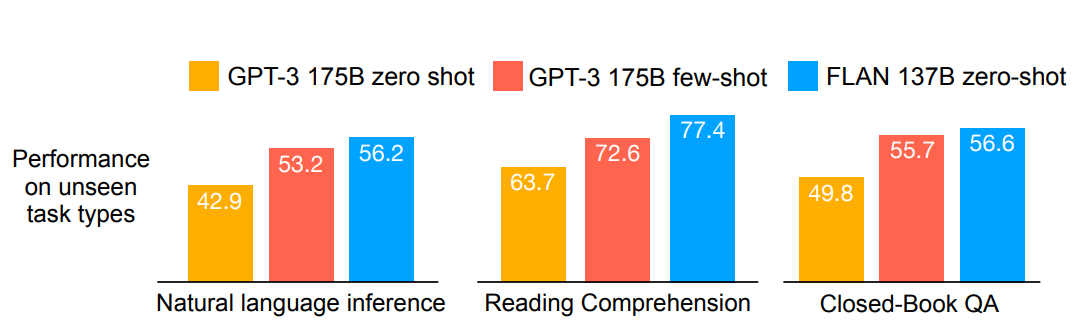 GPT-3 175B zero shot GPT-3 175B few-shot FLAN 137B zero-shot
Performance
on unseen
task types
42.9 53.2 56.2
63.7 72.6 77.4
49.8 55.7 56.6
Natural language inference Reading Comprehension Closed-Book QA